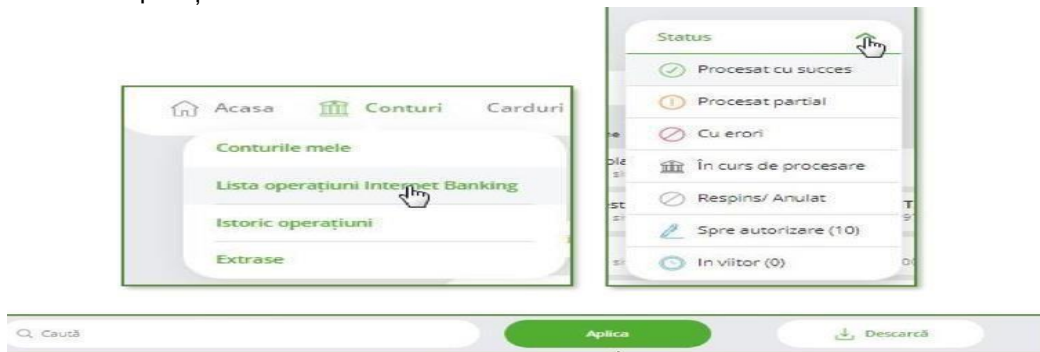 Acasa Conturi Carduri
Conturile mele
Lista operațiuni Internet Banking
Istoric operațiuni
Extrase
Status
Procesat cu succes
Procesat partial
Cu erori
În curs de procesare
Respins/ Anulat
Spre autorizare (10)
In viitor (0)
Caută Aplica Descarcă